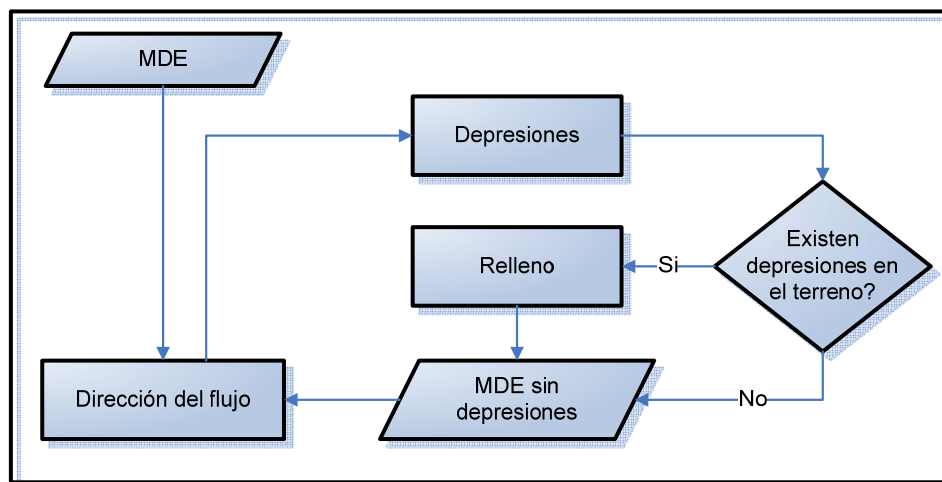 MDE
Depresiones
Existen
depresiones en
el terreno?
Si
Relleno
Dirección del flujo
MDE sin
depresiones
No